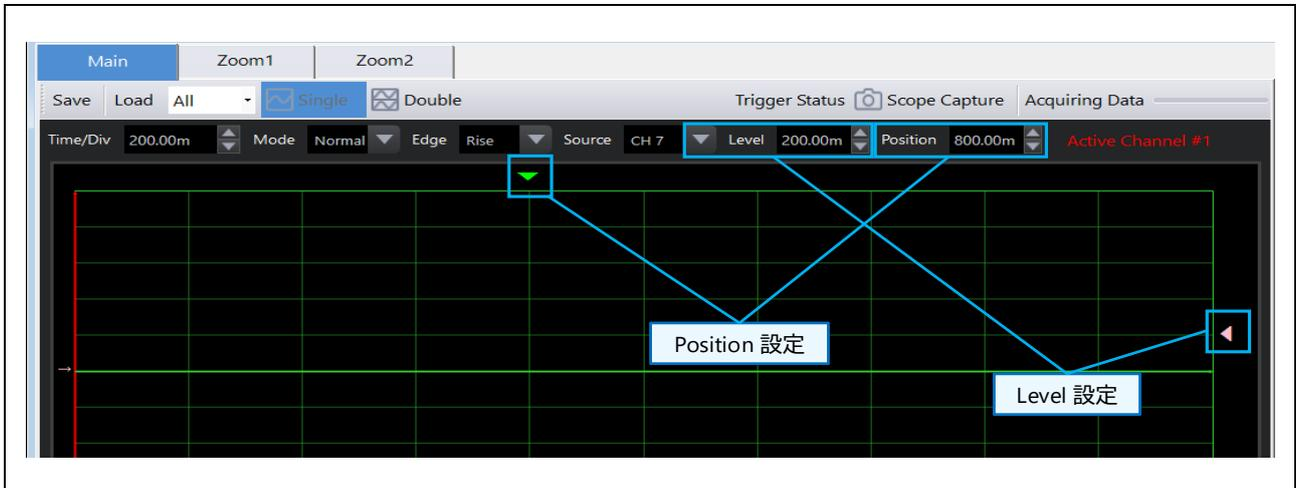 Main Zoom1 Zoom2
Save Load All Single Double Trigger Status Scope Capture Acquiring Data
Time/Div 200.00m Mode Normal Edge Rise Source CH 7 Level 200.00m Position 800.00m Active Channel #1
Position 設定
Level 設定